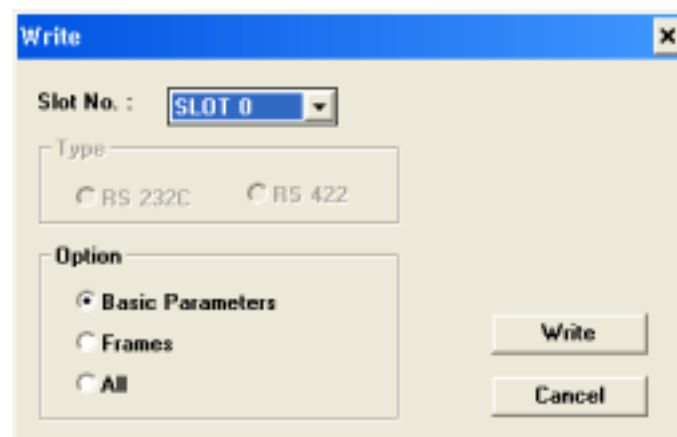 Write
Slot No. : SLOT 0
Type
RS 232C RS 422
Option
Basic Parameters
Frames
All
Write
Cancel